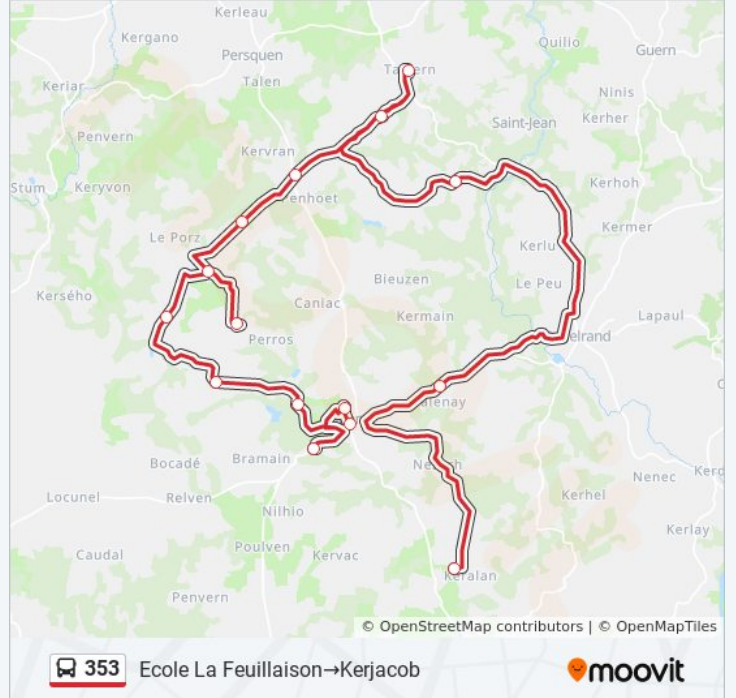 Kerleau
Kergano
Quilio
Guern
Persquen
Talen
Keriar
Ninis
Kerher
Saint-Jean
Penvern
Kervran
Stum
Keryvon
Kerhoh
Kermer
Le Porz
Kerlu
Bieuzen
Le Peu
Kersého
Caniac
Kermain
Lapaul
Perros
Bramain
Bocadé
Nenec
Kerhel
Locunel
Relven
Nilhio
Kerlay
Poulven
Kervac
Caudal
Keralan
Penvern
© OpenStreetMap contributors | © OpenMapTiles
353 Ecole La Feuillaison→Kerjacob
moovit